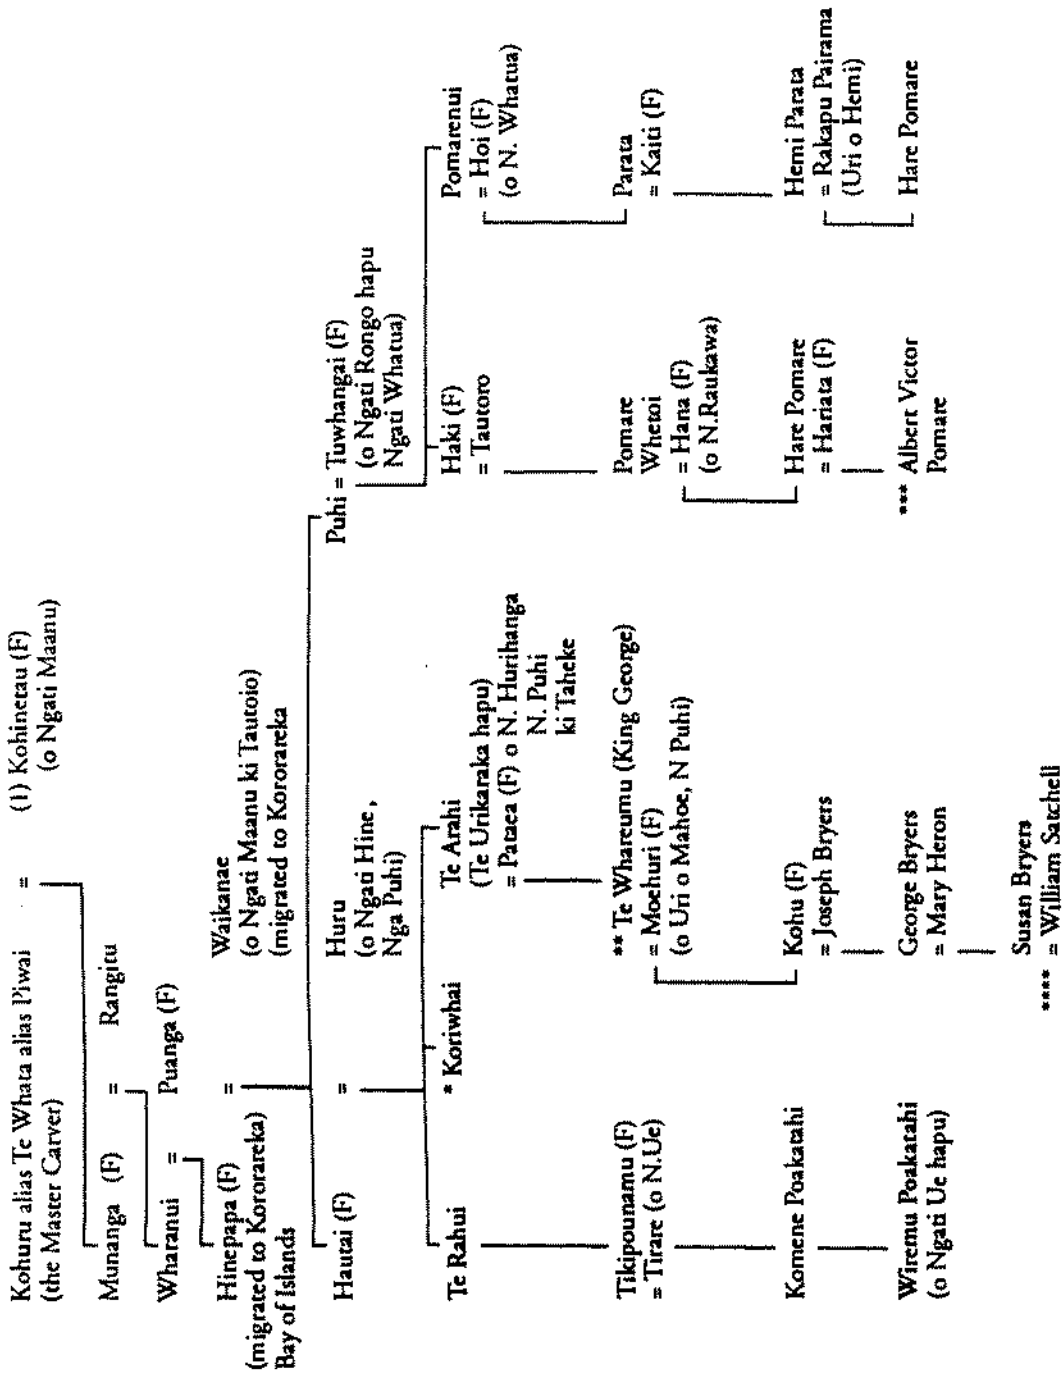 Kohuru alias Te Whata alias Piwai = (1) Kohinetau (F)
(the Master Carver) (o Ngati Maanu)
Munanga (F) = Rangitu
Wharanui = Puanga (F)
Hinepapa (F) = Waikanae
(migrated to Kororareka) (o Ngati Maanu ki Tautoio)
Bay of Islands (migrated to Kororareka)
Hautai (F) = Huru
(o Ngati Hine,
Nga Puhi)
Puhi = Tuwhangai (F)
(o Ngati Rongo hapu
Ngati Whatua)
Te Rahui
* Koriwhai
Te Arahi
(Te Urikaraka hapu)
= Pataea (F) o N. Hurihanga
N. Puhi
ki Taheke
Haki (F)
= Tautoro
Pomarenui
= Hoi (F)
(o N. Whatua)
Tikipounamu (F)
= Tirare (o N.Ue)
** Te Whareumu (King George)
= Moehuri (F)
(o Uri o Mahoe, N Puhi)
Pomare
Whetoi
= Hana (F)
(o N.Raukawa)
Parata
= Kaiti (F)
Komene Poakatahi
Kohu (F)
= Joseph Bryers
Hare Pomare
= Hariata (F)
Hemi Parata
= Rakapu Pairama
(Uri o Hemi)
Wiremu Poakatahi
(o Ngati Ue hapu)
George Bryers
= Mary Heron
*** Albert Victor
Pomare
Hare Pomare
Susan Bryers
**** = William Satchell